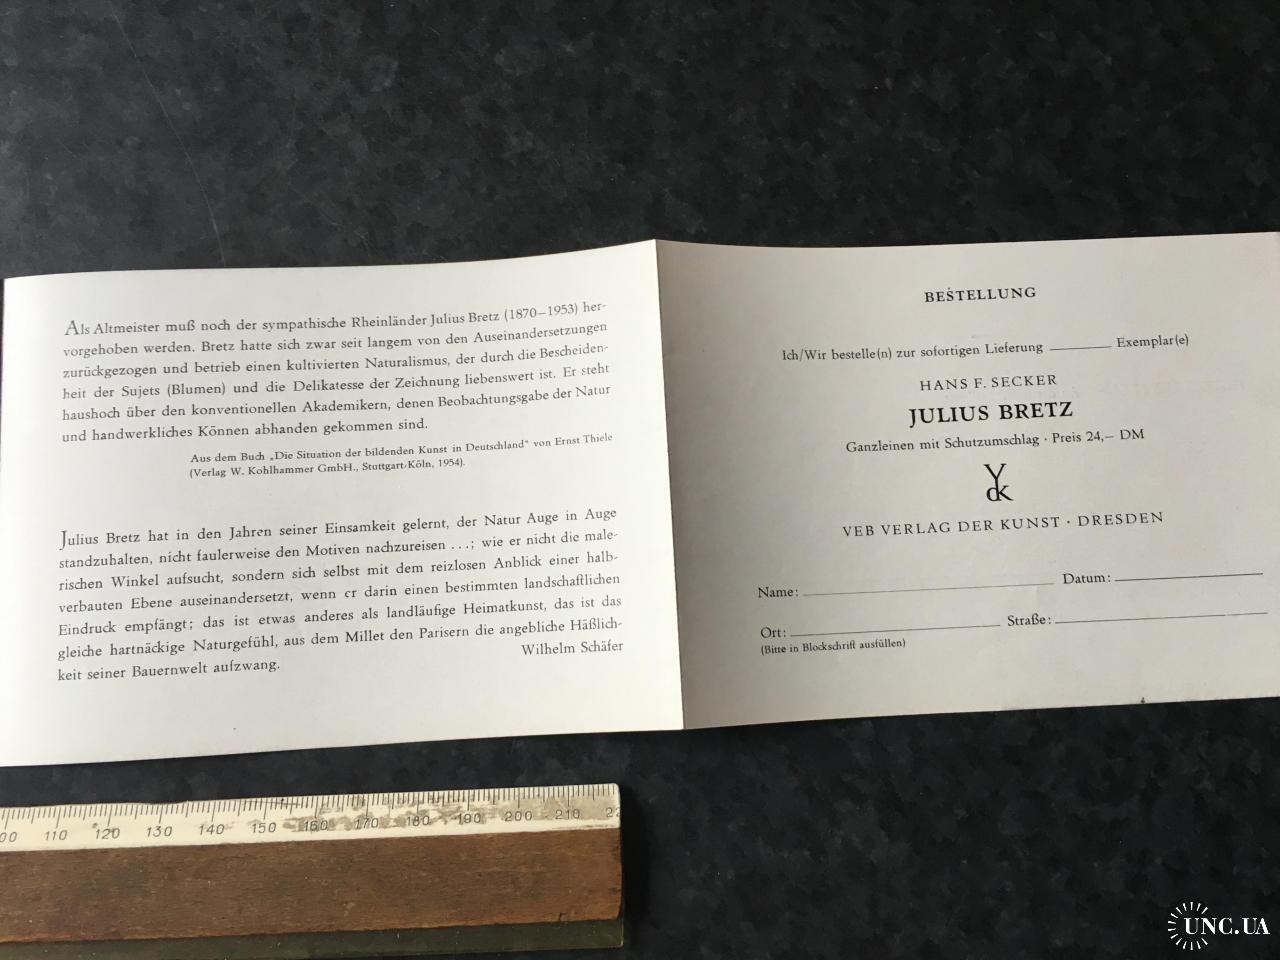 Als Altmeister muß noch der sympathische Rheinländer Julius Bretz (1870–1953) her-
vorgehoben werden. Bretz hatte sich zwar seit langem von den Auseinandersetzungen
zurückgezogen und betrieb einen kultivierten Naturalismus, der durch die Bescheiden-
heit der Sujets (Blumen) und die Delikatesse der Zeichnung liebenswert ist. Er steht
haushoch über den konventionellen Akademikern, denen Beobachtungsgabe der Natur
und handwerkliches Können abhanden gekommen sind.
Aus dem Buch „Die Situation der bildenden Kunst in Deutschland“ von Ernst Thiele
(Verlag W. Kohlhammer GmbH., Stuttgart/Köln, 1954).
Julius Bretz hat in den Jahren seiner Einsamkeit gelernt, der Natur Auge in Auge
standzuhalten, nicht faulerweise den Motiven nachzureisen ...; wie er nicht die male-
rischen Winkel aufsucht, sondern sich selbst mit dem reizlosen Anblick einer halb-
verbauten Ebene auseinandersetzt, wenn er darin einen bestimmten landschaftlichen
Eindruck empfängt; das ist etwas anderes als landläufige Heimatkunst, das ist das
gleiche hartnäckige Naturgefühl, aus dem Millet den Parisern die angebliche Häßlich-
keit seiner Bauernwelt aufzwang.
Wilhelm Schäfer
BESTELLUNG
Ich/Wir bestelle(n) zur sofortigen Lieferung ______ Exemplar(e)
HANS F. SECKER
JULIUS BRETZ
Ganzleinen mit Schutzumschlag · Preis 24,– DM
VEB VERLAG DER KUNST · DRESDEN
Name: ______ Datum: ______
Ort: ______ Straße: ______
(Bitte in Blockschrift ausfüllen)
110 120 130 140 150 160 170 180 190 200 210
UNC.UA